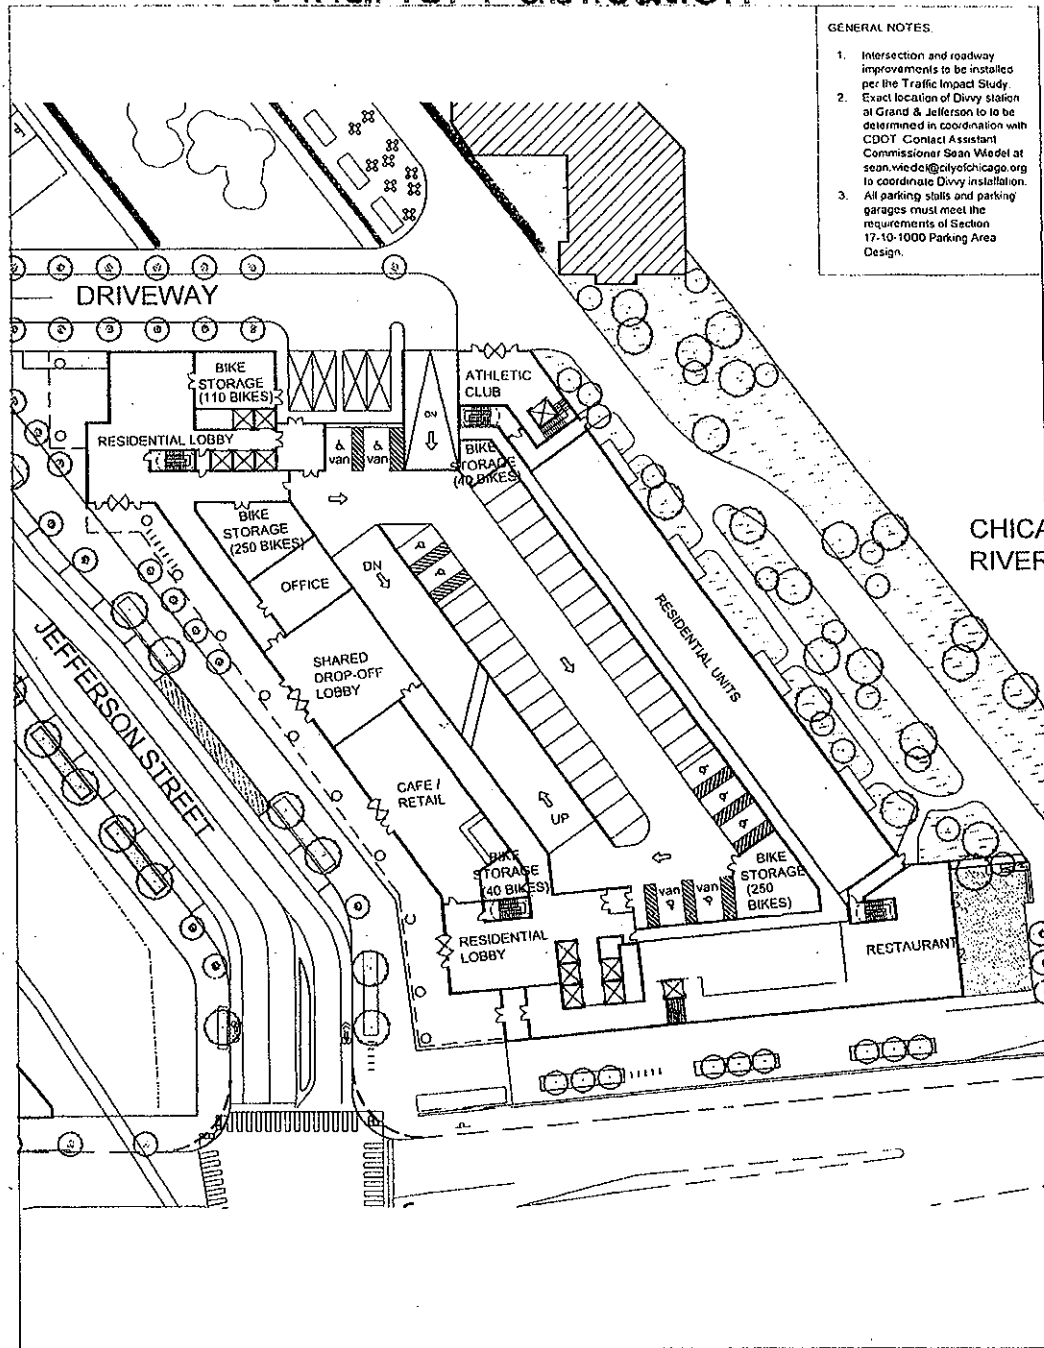 GENERAL NOTES.
1. Intersection and roadway
improvements to be installed
per the Traffic Impact Study.
2. Exact location of Divvy station
at Grand & Jefferson to to be
determined in coordination with
CDOT Contact Assistant
Commissioner Sean Wiedel at
sean.wiedel@cityofchicago.org
to coordinate Divvy installation.
3. All parking stalls and parking
garages must meet the
requirements of Section
17-10-1000 Parking Area
Design.
DRIVEWAY
BIKE
STORAGE
(110 BIKES)
ATHLETIC
CLUB
DN
RESIDENTIAL LOBBY
van
van
BIKE
STORAGE
(40 BIKES)
BIKE
STORAGE
(250 BIKES)
CHICA
RIVER
DN
OFFICE
RESIDENTIAL UNITS
JEFFERSON STREET
SHARED
DROP-OFF
LOBBY
CAFE /
RETAIL
UP
BIKE
STORAGE
(40 BIKES)
van
van
BIKE
STORAGE
(250
BIKES)
RESIDENTIAL
LOBBY
RESTAURANT